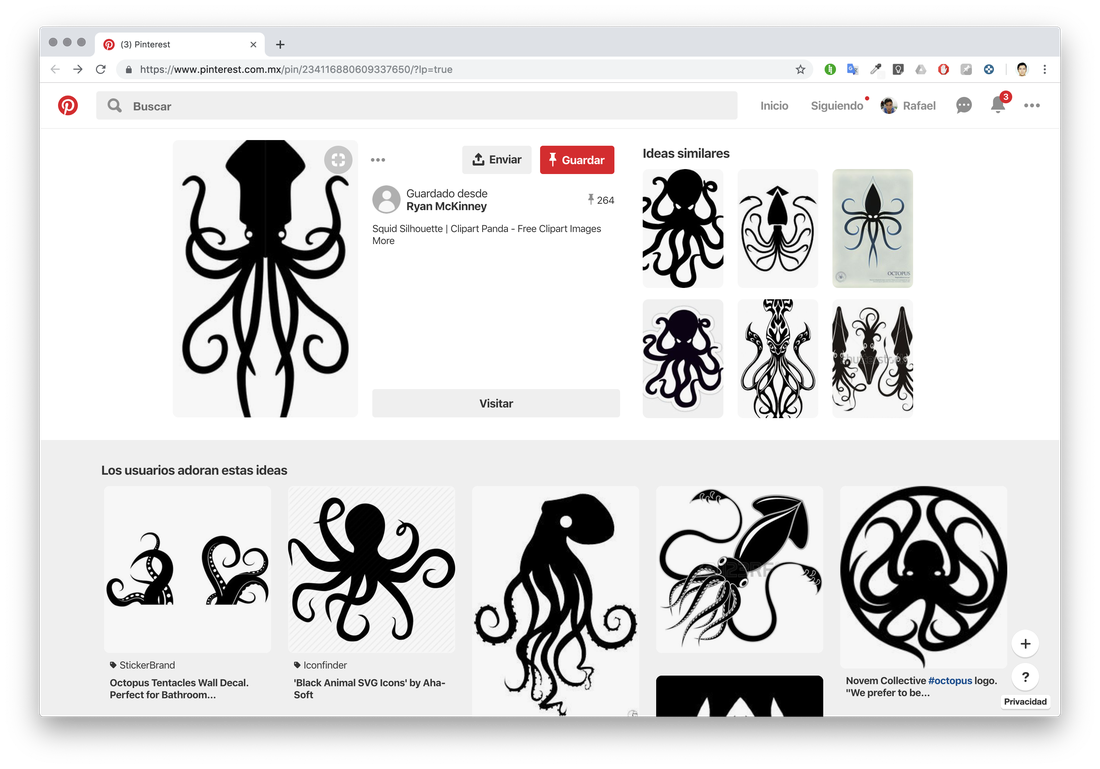 (3) Pinterest
https://www.pinterest.com.mx/pin/234116880609337650/?lp=true
Buscar
Inicio
Siguiendo
Rafael
3
Enviar
Guardar
Guardado desde
Ryan McKinney
264
Squid Silhouette | Clipart Panda - Free Clipart Images
More
Visitar
Ideas similares
OCTOPUS
Los usuarios adoran estas ideas
StickerBrand
Octopus Tentacles Wall Decal.
Perfect for Bathroom...
Iconfinder
'Black Animal SVG Icons' by Aha-
Soft
Novem Collective #octopus logo.
"We prefer to be...
?
Privacidad